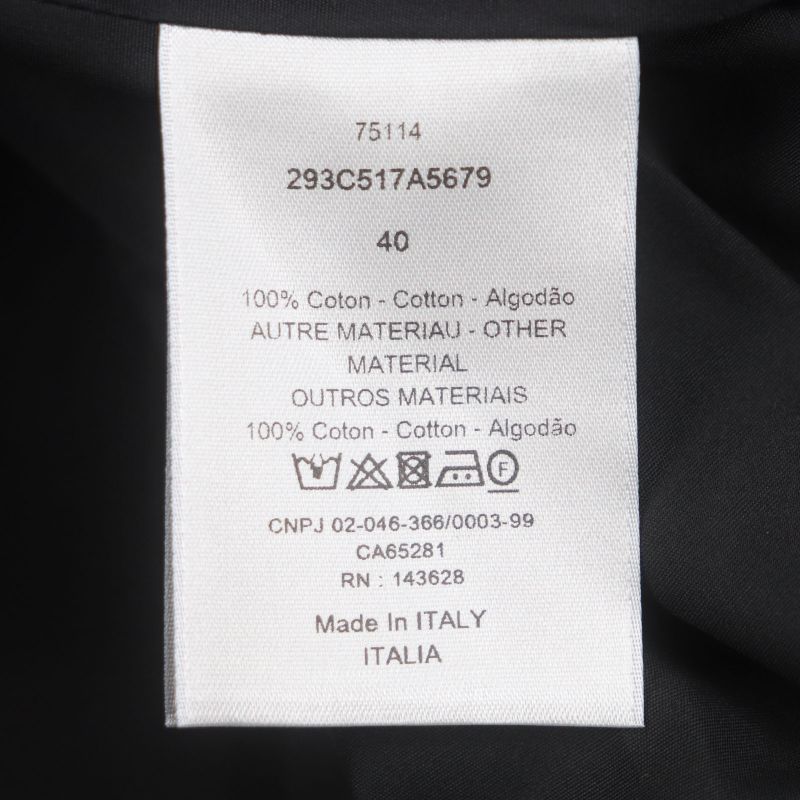 75114
293C517A5679
40
100% Coton - Cotton - Algodão
AUTRE MATERIAU - OTHER
MATERIAL
OUTROS MATERIAIS
100% Coton - Cotton - Algodão
F
CNPJ 02-046-366/0003-99
CA65281
RN : 143628
Made In ITALY
ITALIA